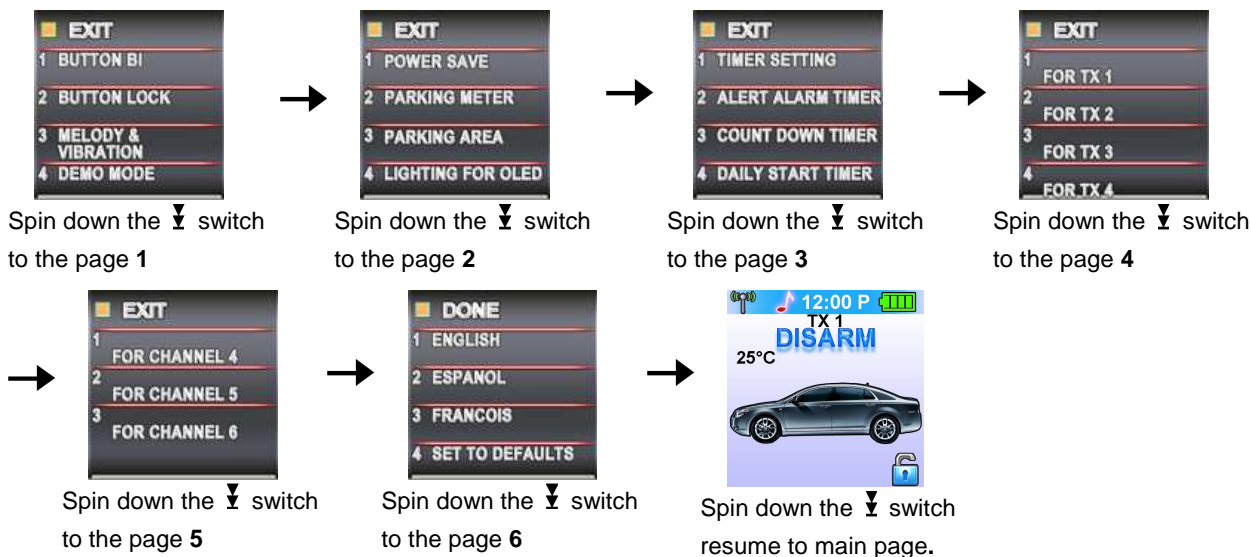 EXIT
1 BUTTON BI
2 BUTTON LOCK
3 MELODY &
VIBRATION
4 DEMO MODE
Spin down the switch
to the page 1
EXIT
1 POWER SAVE
2 PARKING METER
3 PARKING AREA
4 LIGHTING FOR OLED
Spin down the switch
to the page 2
EXIT
1 TIMER SETTING
2 ALERT ALARM TIMER
3 COUNT DOWN TIMER
4 DAILY START TIMER
Spin down the switch
to the page 3
EXIT
1
FOR TX 1
2
FOR TX 2
3
FOR TX 3
4
FOR TX 4
Spin down the switch
to the page 4
EXIT
1
FOR CHANNEL 4
2
FOR CHANNEL 5
3
FOR CHANNEL 6
Spin down the switch
to the page 5
DONE
1 ENGLISH
2 ESPANOL
3 FRANCOIS
4 SET TO DEFAULTS
Spin down the switch
to the page 6
12:00 P
TX 1
DISARM
25°C
Spin down the switch
resume to main page.